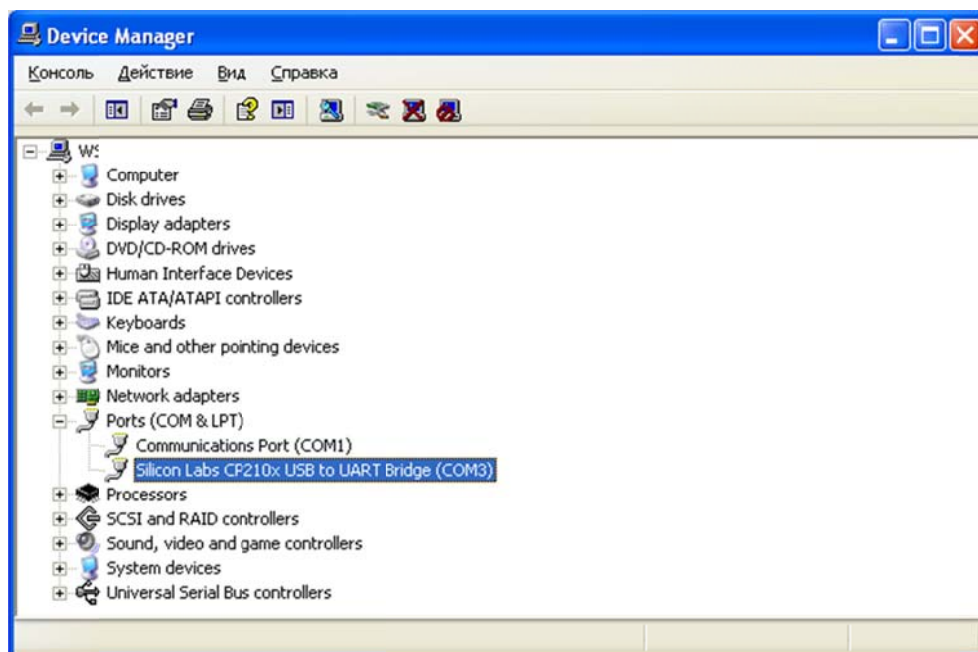 Device Manager
Консоль Действие Вид Справка
WS
Computer
Disk drives
Display adapters
DVD/CD-ROM drives
Human Interface Devices
IDE ATA/ATAPI controllers
Keyboards
Mice and other pointing devices
Monitors
Network adapters
Ports (COM & LPT)
Communications Port (COM1)
Silicon Labs CP210x USB to UART Bridge (COM3)
Processors
SCSI and RAID controllers
Sound, video and game controllers
System devices
Universal Serial Bus controllers